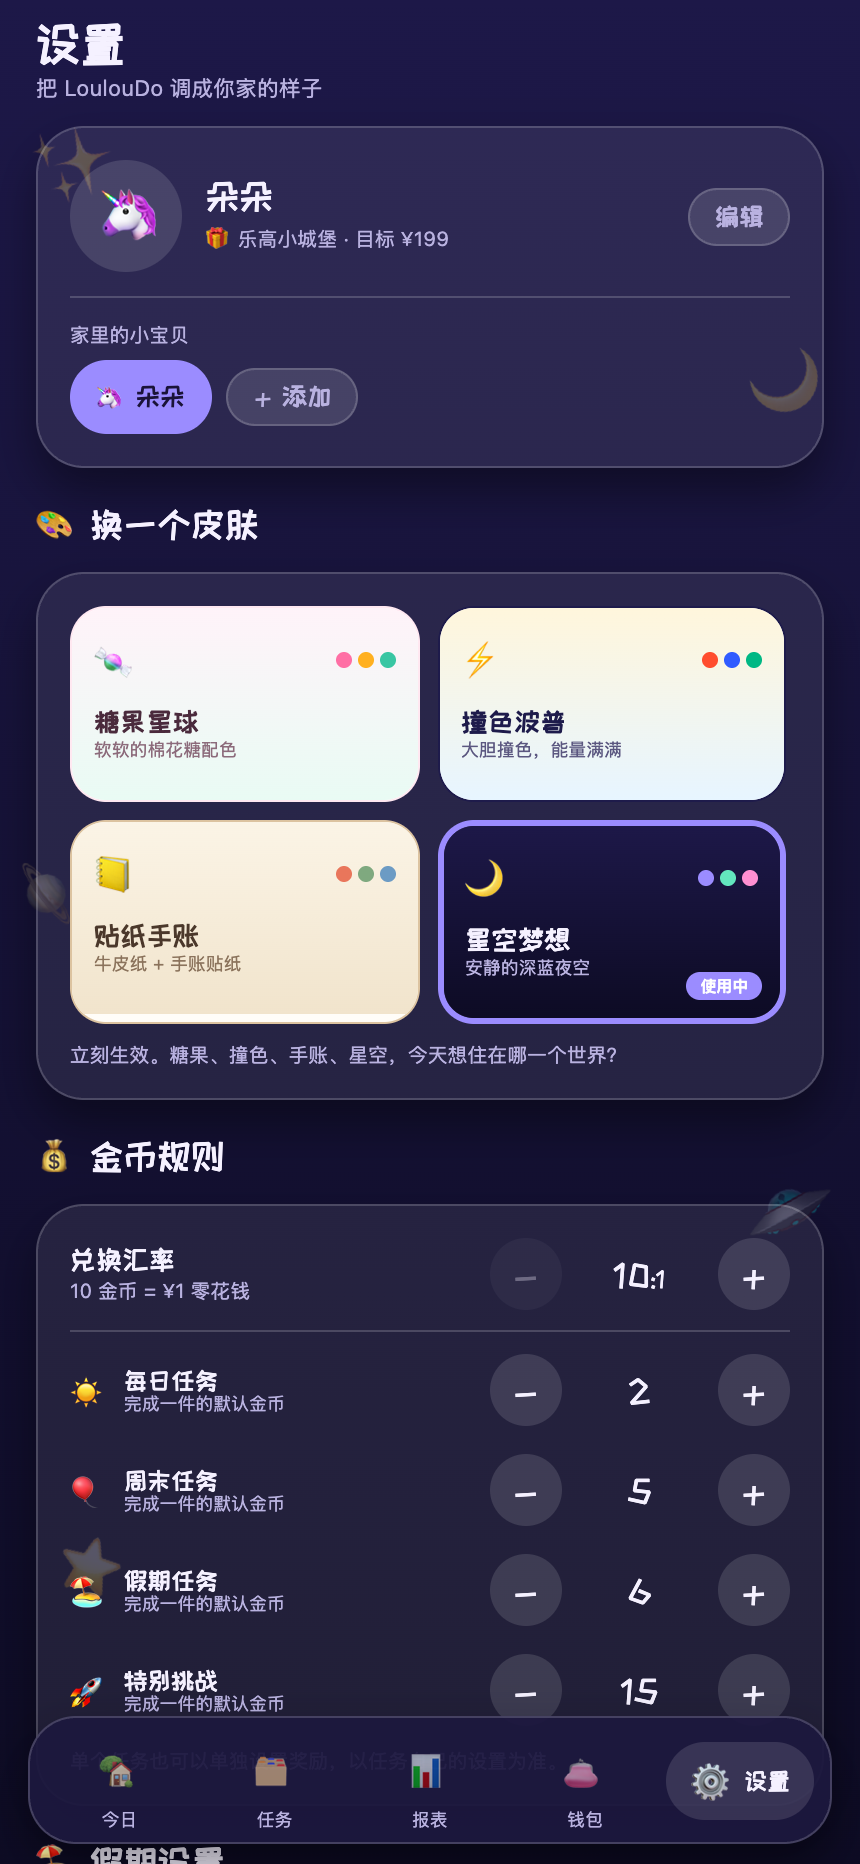 设置
把 LoulouDo 调成你家的样子
朵朵
乐高小城堡 · 目标 ¥199
编辑
家里的小宝贝
朵朵
+ 添加
换一个皮肤
糖果星球
软软的棉花糖配色
撞色波普
大胆撞色，能量满满
贴纸手账
牛皮纸 + 手账贴纸
星空梦想
安静的深蓝夜空
使用中
立刻生效。糖果、撞色、手账、星空，今天想住在哪一个世界？
金币规则
兑换汇率
10 金币 = ¥1 零花钱
− 10:1 +
每日任务
完成一件的默认金币
− 2 +
周末任务
完成一件的默认金币
− 5 +
假期任务
完成一件的默认金币
− 6 +
特别挑战
完成一件的默认金币
− 15 +
今日
任务
报表
钱包
设置
假期设置